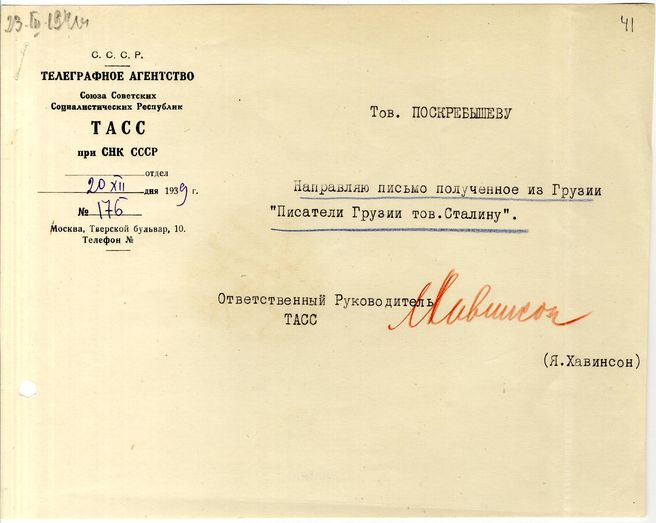 41
С. С. С. Р.
ТЕЛЕГРАФНОЕ АГЕНТСТВО
Союза Советских
Социалистических Республик
ТАСС
при СНК СССР
отдел
20 XII дня 1939 г.
№ 176
Москва, Тверской бульвар, 10.
Телефон №
Тов. ПОСКРЕБЫШЕВУ
Направляю письмо полученное из Грузии
"Писатели Грузии тов.Сталину".
Ответственный Руководитель
ТАСС
Хавинсон
(Я.Хавинсон)